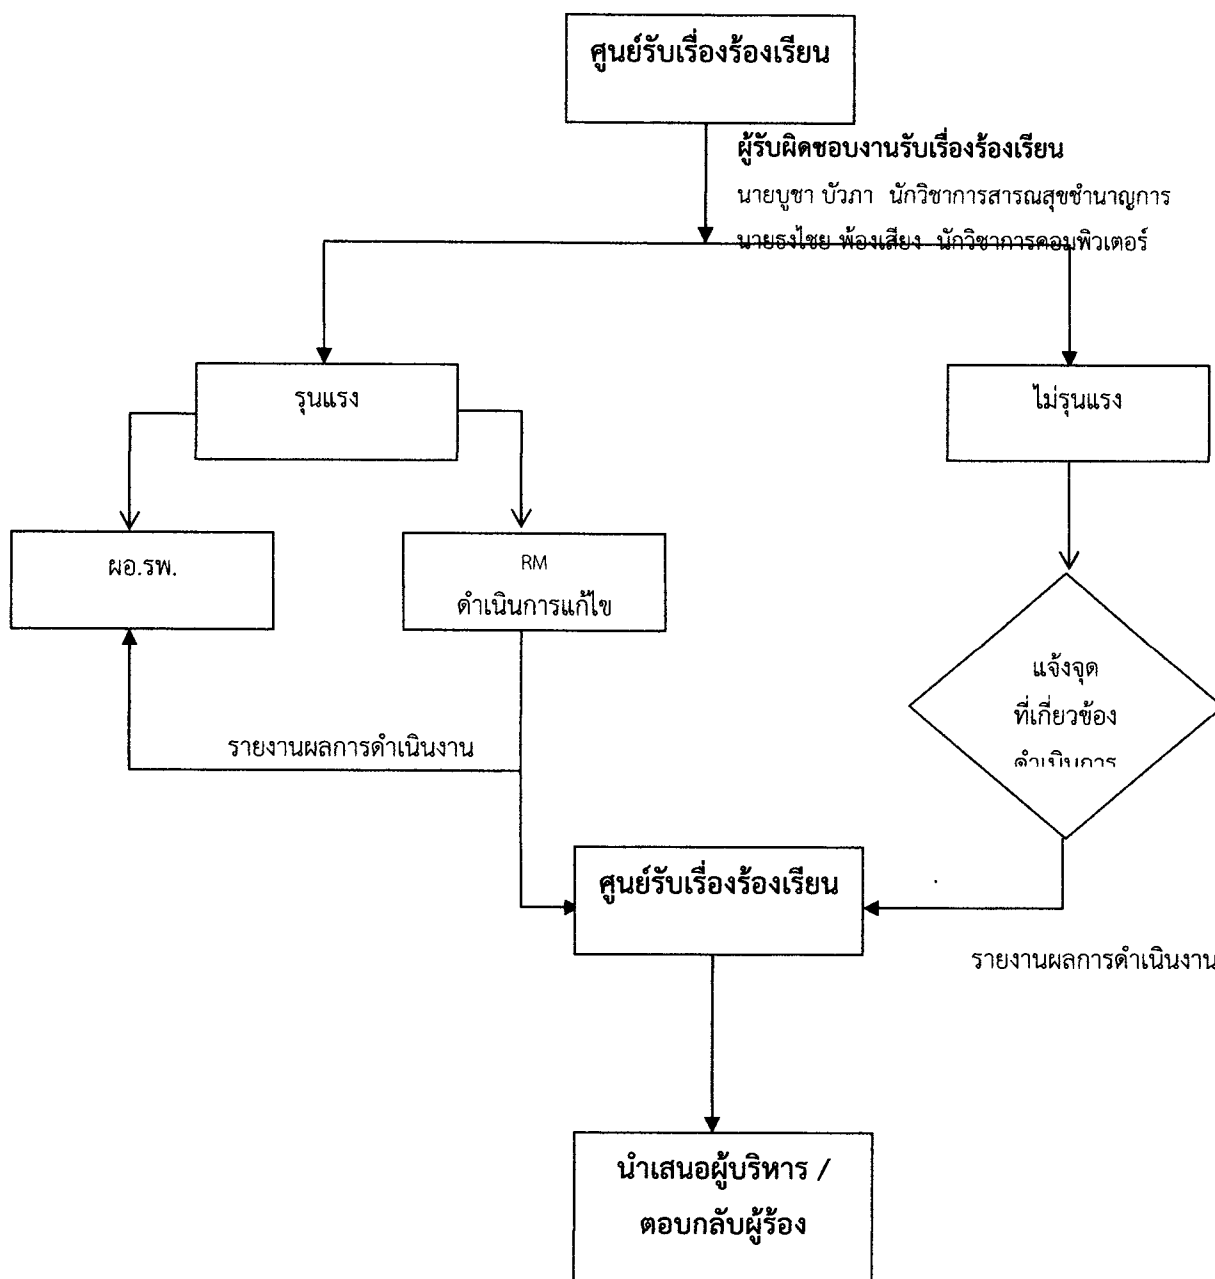 ศูนย์รับเรื่องร้องเรียน
ผู้รับผิดชอบงานรับเรื่องร้องเรียน
นายบูชา บัวภา นักวิชาการสารณสุขชำนาญการ
นายธงไชย พ้องเสียง นักวิชาการคอมพิวเตอร์
รุนแรง
ไม่รุนแรง
ผอ.รพ.
RM
ดำเนินการแก้ไข
แจ้งจุด
ที่เกี่ยวข้อง
ดำเนินการ
รายงานผลการดำเนินงาน
ศูนย์รับเรื่องร้องเรียน
รายงานผลการดำเนินงาน
นำเสนอผู้บริหาร /
ตอบกลับผู้ร้อง